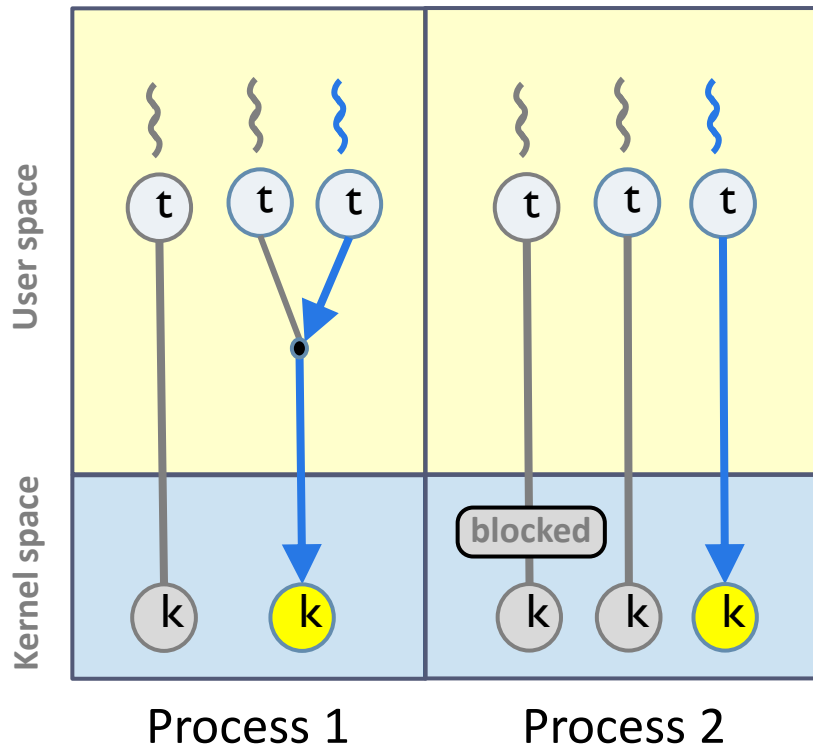 User space
t t t t t t
Kernel space
blocked
k k k k k
Process 1 Process 2